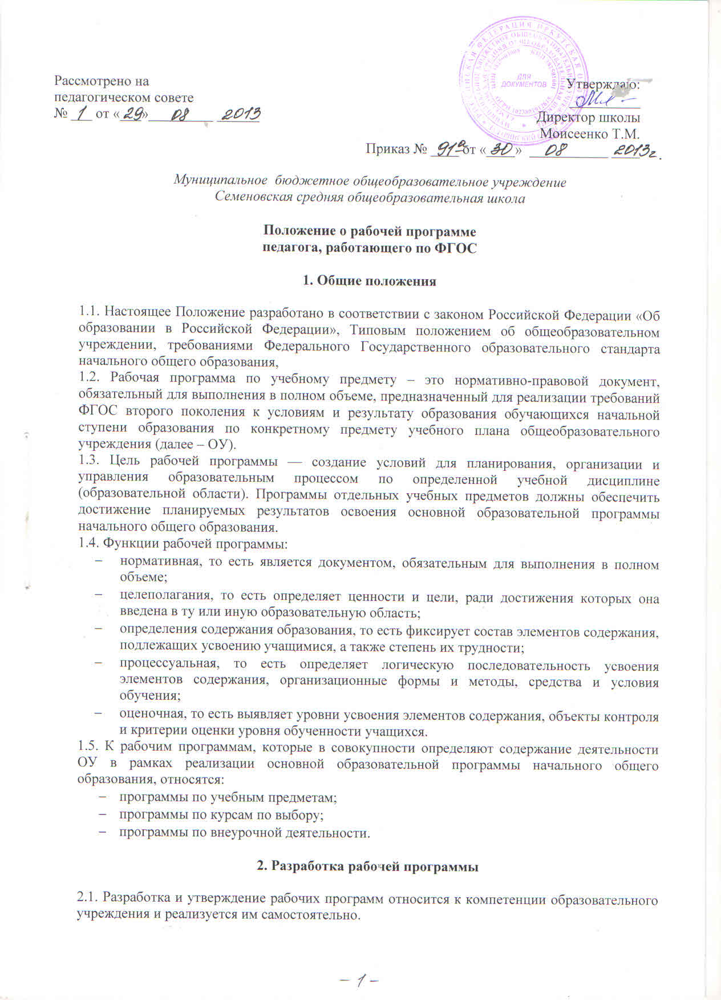 Рассмотрено на
педагогическом совете
№ 1 от «29» 08 2013
ДЛЯ
ДОКУМЕНТОВ
Утверждаю:
Директор школы
Моисеенко Т.М.
Приказ № 91а от «30» 08 2013г.
Муниципальное бюджетное общеобразовательное учреждение
Семеновская средняя общеобразовательная школа
Положение о рабочей программе
педагога, работающего по ФГОС
1. Общие положения
1.1. Настоящее Положение разработано в соответствии с законом Российской Федерации «Об
образовании в Российской Федерации», Типовым положением об общеобразовательном
учреждении, требованиями Федерального Государственного образовательного стандарта
начального общего образования,
1.2. Рабочая программа по учебному предмету – это нормативно-правовой документ,
обязательный для выполнения в полном объеме, предназначенный для реализации требований
ФГОС второго поколения к условиям и результату образования обучающихся начальной
ступени образования по конкретному предмету учебного плана общеобразовательного
учреждения (далее – ОУ).
1.3. Цель рабочей программы — создание условий для планирования, организации и
управления образовательным процессом по определенной учебной дисциплине
(образовательной области). Программы отдельных учебных предметов должны обеспечить
достижение планируемых результатов освоения основной образовательной программы
начального общего образования.
1.4. Функции рабочей программы:
– нормативная, то есть является документом, обязательным для выполнения в полном
объеме;
– целеполагания, то есть определяет ценности и цели, ради достижения которых она
введена в ту или иную образовательную область;
– определения содержания образования, то есть фиксирует состав элементов содержания,
подлежащих усвоению учащимися, а также степень их трудности;
– процессуальная, то есть определяет логическую последовательность усвоения
элементов содержания, организационные формы и методы, средства и условия
обучения;
– оценочная, то есть выявляет уровни усвоения элементов содержания, объекты контроля
и критерии оценки уровня обученности учащихся.
1.5. К рабочим программам, которые в совокупности определяют содержание деятельности
ОУ в рамках реализации основной образовательной программы начального общего
образования, относятся:
– программы по учебным предметам;
– программы по курсам по выбору;
– программы по внеурочной деятельности.
2. Разработка рабочей программы
2.1. Разработка и утверждение рабочих программ относится к компетенции образовательного
учреждения и реализуется им самостоятельно.
- 1 -